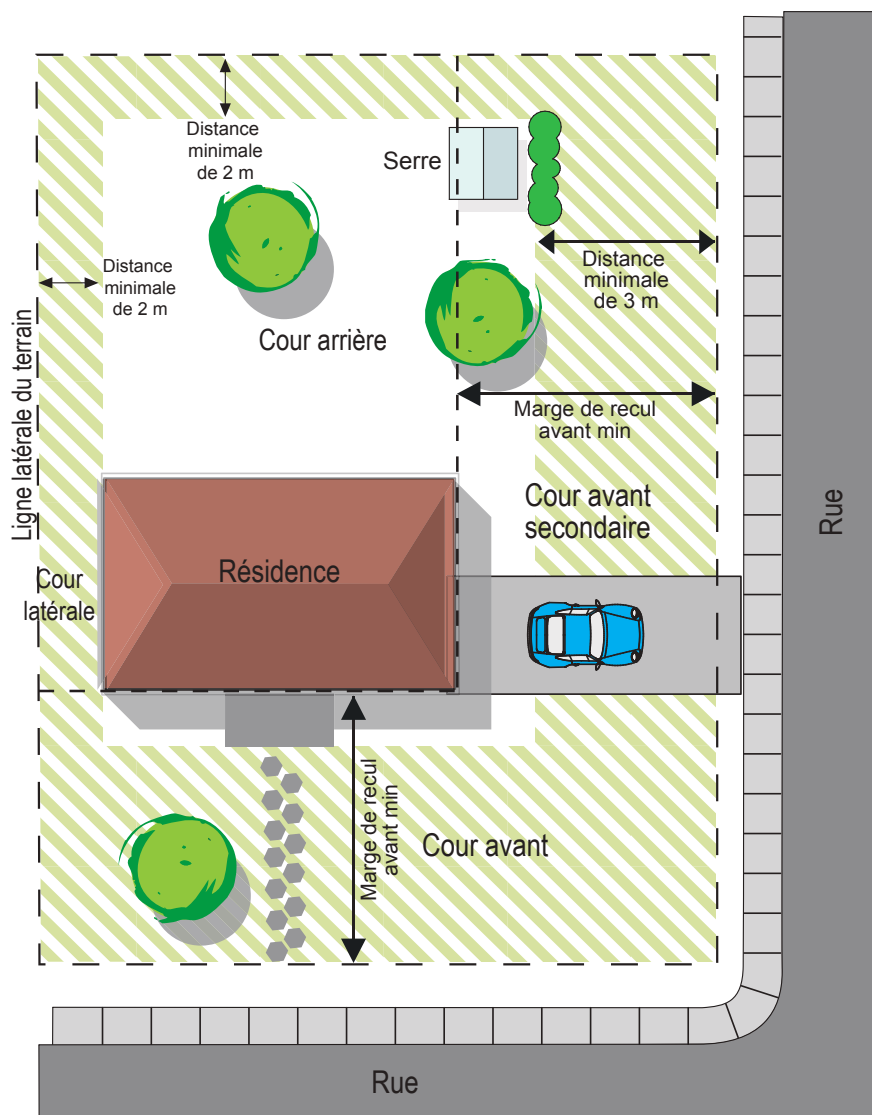 Distance
minimale
de 2 m
Serre
Distance
minimale
de 2 m
Distance
minimale
de 3 m
Cour arrière
Marge de recul
avant min
Ligne latérale du terrain
Cour avant
secondaire
Rue
Résidence
Cour
latérale
Marge de recul
avant min
Cour avant
Rue